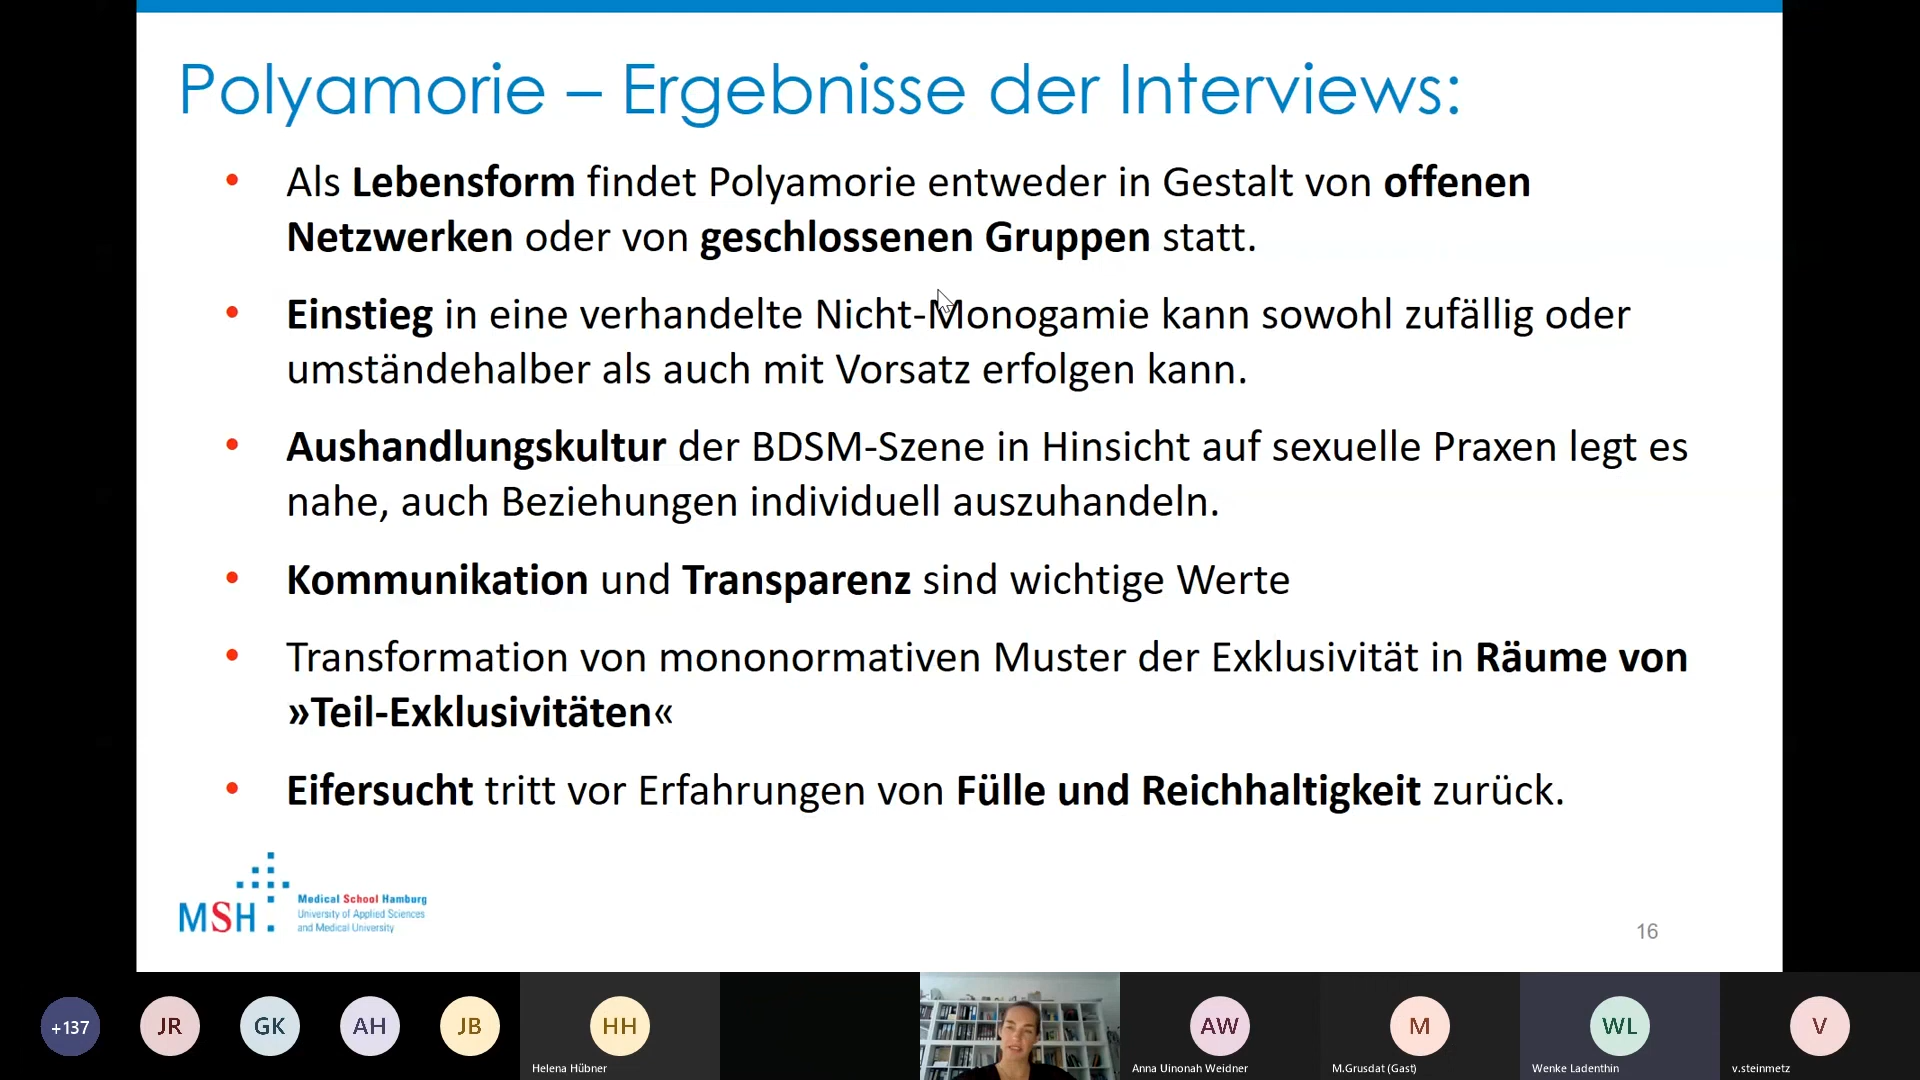 Polyamorie – Ergebnisse der Interviews:
• Als Lebensform findet Polyamorie entweder in Gestalt von offenen
Netzwerken oder von geschlossenen Gruppen statt.
• Einstieg in eine verhandelte Nicht-Monogamie kann sowohl zufällig oder
umständehalber als auch mit Vorsatz erfolgen kann.
• Aushandlungskultur der BDSM-Szene in Hinsicht auf sexuelle Praxen legt es
nahe, auch Beziehungen individuell auszuhandeln.
• Kommunikation und Transparenz sind wichtige Werte
• Transformation von mononormativen Muster der Exklusivität in Räume von
»Teil-Exklusivitäten«
• Eifersucht tritt vor Erfahrungen von Fülle und Reichhaltigkeit zurück.
MSH
Medical School Hamburg
University of Applied Sciences
and Medical University
16
+137
JR
GK
AH
JB
HH
Helena Hübner
AW
Anna Uinonah Weidner
M
M.Grusdat (Gast)
WL
Wenke Ladenthin
V
v.steinmetz